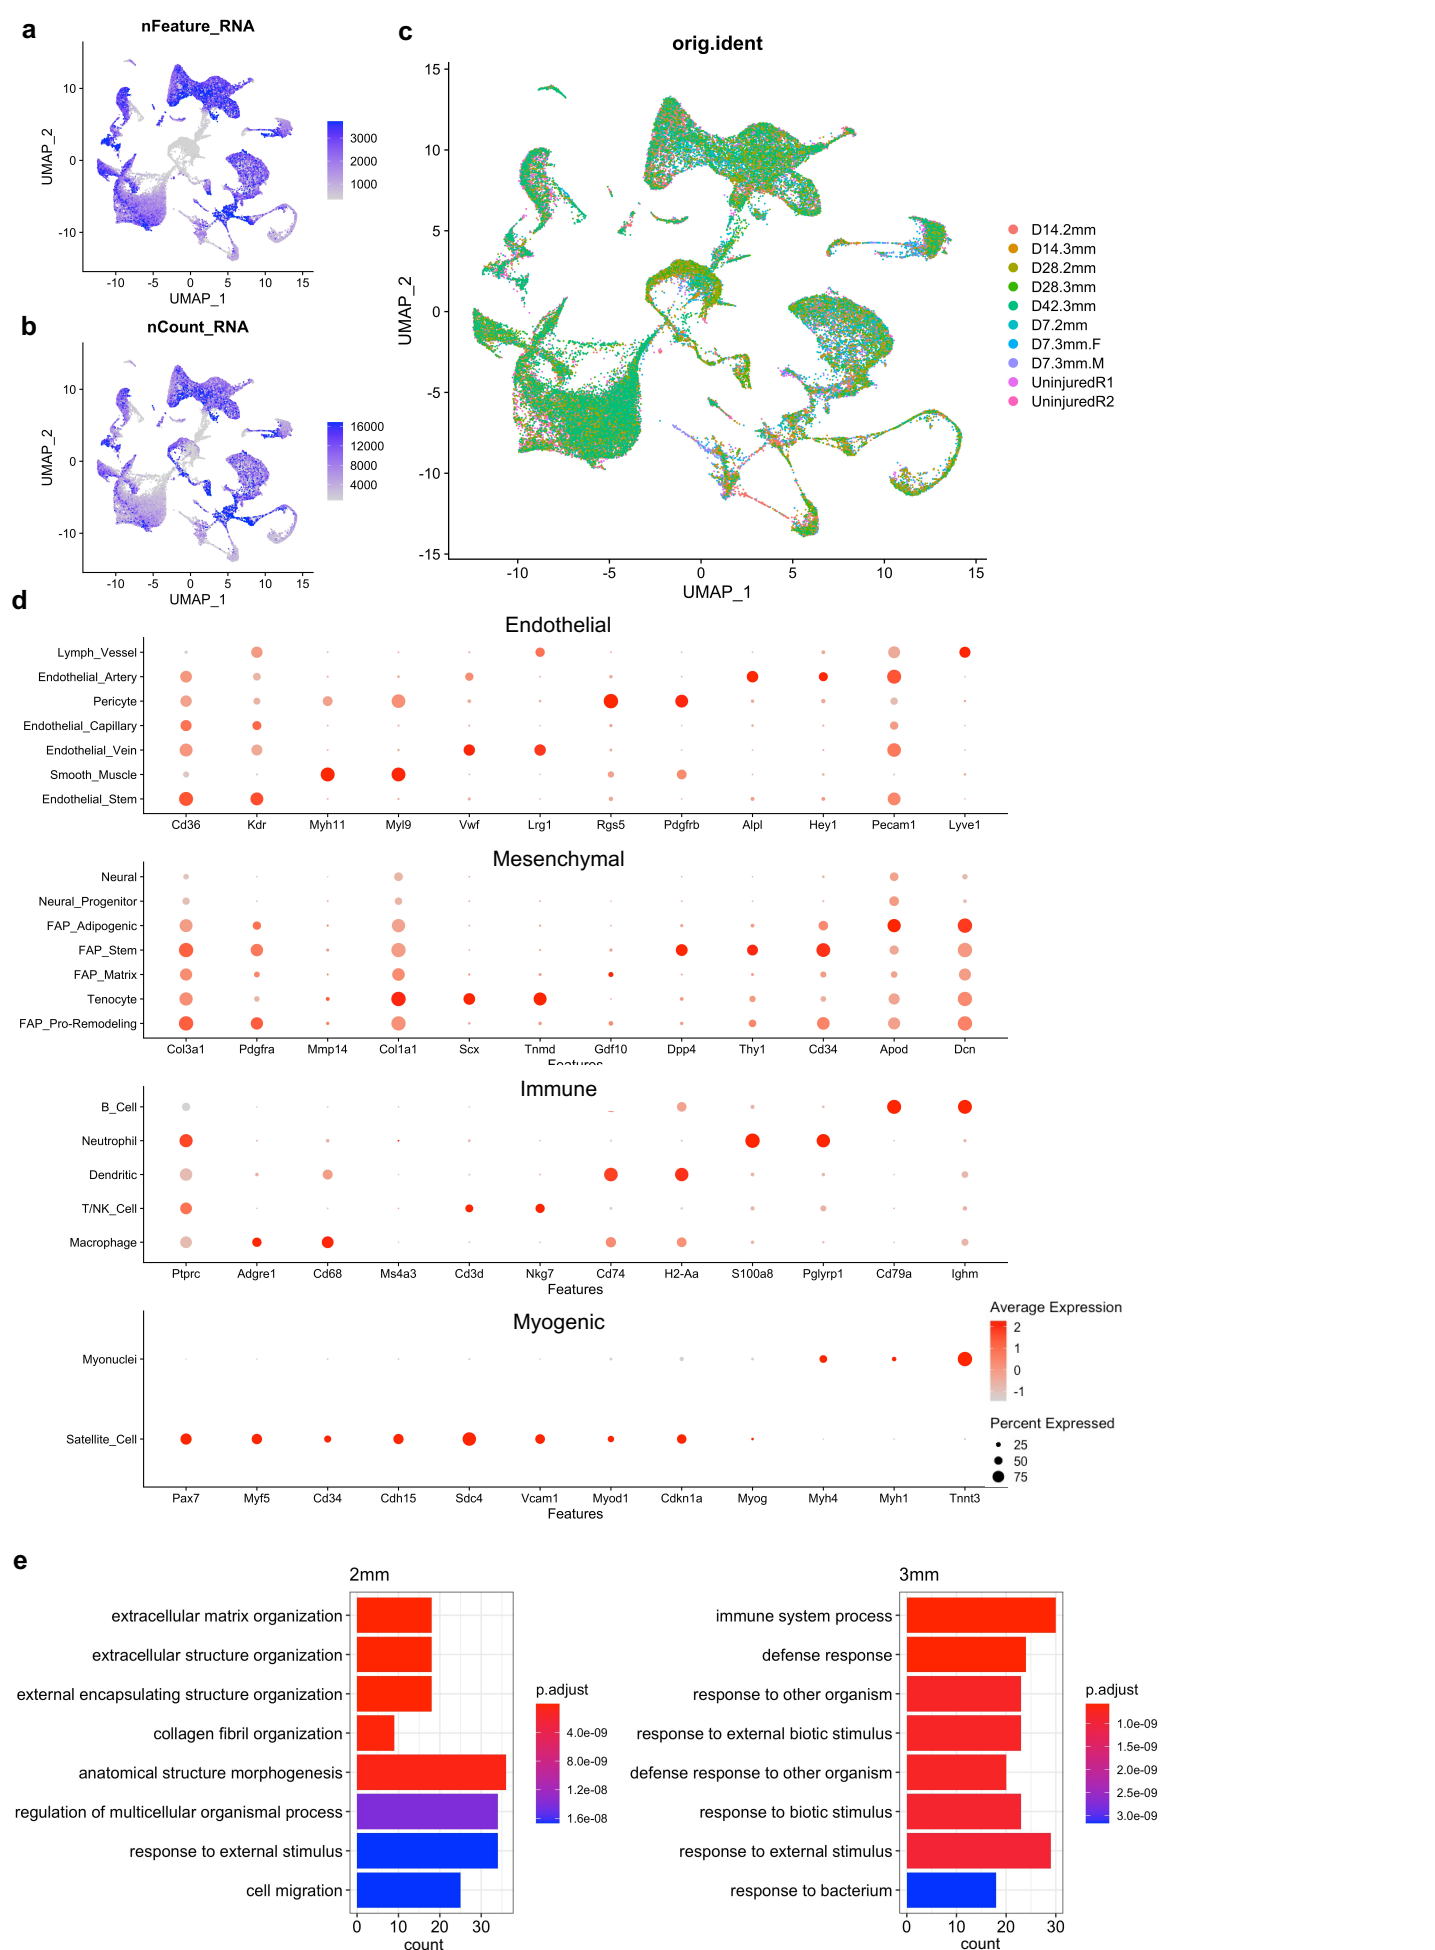 a
nFeature_RNA
UMAP_2
10
0
-10
-10
-5
0
5
10
15
UMAP_1
3000
2000
1000
b
nCount_RNA
UMAP_2
10
0
-10
-10
-5
0
5
10
15
UMAP_1
16000
12000
8000
4000
c
orig.ident
UMAP_2
15
10
5
0
-5
-10
-15
-10
-5
0
5
10
15
UMAP_1
D14.2mm
D14.3mm
D28.2mm
D28.3mm
D42.3mm
D7.2mm
D7.3mm.F
D7.3mm.M
UninjuredR1
UninjuredR2
d
Endothelial
Lymph_Vessel
Endothelial_Artery
Pericyte
Endothelial_Capillary
Endothelial_Vein
Smooth_Muscle
Endothelial_Stem
Cd36 Kdr Myh11 Myl9 Vwf Lrg1 Rgs5 Pdgfrb Alpl Hey1 Pecam1 Lyve1
Mesenchymal
Neural
Neural_Progenitor
FAP_Adipogenic
FAP_Stem
FAP_Matrix
Tenocyte
FAP_Pro-Remodeling
Col3a1 Pdgfra Mmp14 Col1a1 Scx Tnmd Gdf10 Dpp4 Thy1 Cd34 Apod Dcn
Features
Immune
B_Cell
Neutrophil
Dendritic
T/NK_Cell
Macrophage
Ptprc Adgre1 Cd68 Ms4a3 Cd3d Nkg7 Cd74 H2-Aa S100a8 Pglyrp1 Cd79a Ighm
Features
Myogenic
Myonuclei
Satellite_Cell
Pax7 Myf5 Cd34 Cdh15 Sdc4 Vcam1 Myod1 Cdkn1a Myog Myh4 Myh1 Tnnt3
Features
Average Expression
2
1
0
-1
Percent Expressed
25
50
75
e
2mm
extracellular matrix organization
extracellular structure organization
external encapsulating structure organization
collagen fibril organization
anatomical structure morphogenesis
regulation of multicellular organismal process
response to external stimulus
cell migration
0 10 20 30
count
p.adjust
4.0e-09
8.0e-09
1.2e-08
1.6e-08
3mm
immune system process
defense response
response to other organism
response to external biotic stimulus
defense response to other organism
response to biotic stimulus
response to external stimulus
response to bacterium
0 10 20 30
count
p.adjust
1.0e-09
1.5e-09
2.0e-09
2.5e-09
3.0e-09